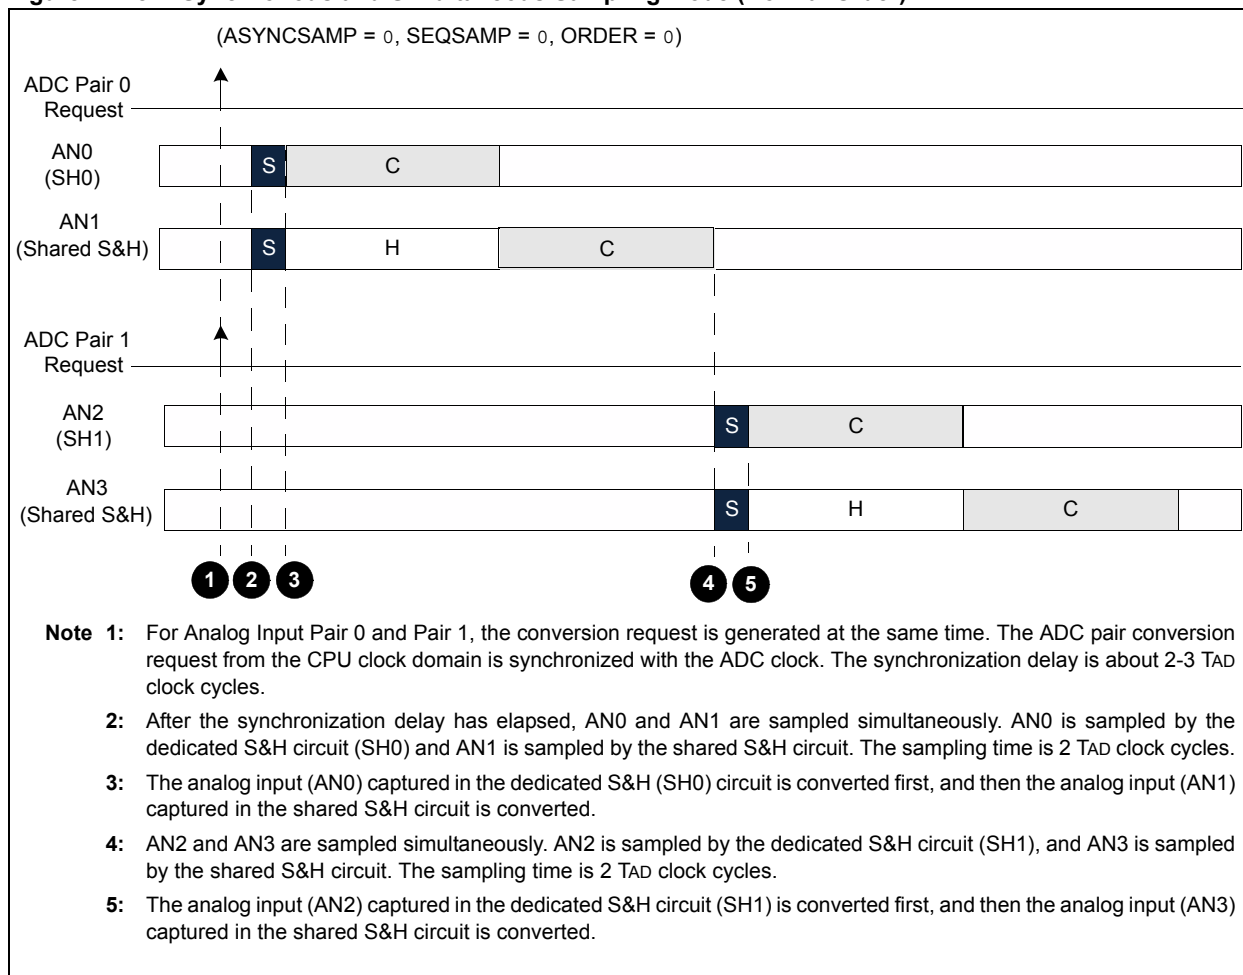 (ASYNCSAMP = 0, SEQSAMP = 0, ORDER = 0)
ADC Pair 0
Request
AN0
(SH0)
S
C
AN1
(Shared S&H)
S
H
C
ADC Pair 1
Request
AN2
(SH1)
S
C
AN3
(Shared S&H)
S
H
C
1
2
3
4
5
Note 1: For Analog Input Pair 0 and Pair 1, the conversion request is generated at the same time. The ADC pair conversion
request from the CPU clock domain is synchronized with the ADC clock. The synchronization delay is about 2-3 TAD
clock cycles.
2: After the synchronization delay has elapsed, AN0 and AN1 are sampled simultaneously. AN0 is sampled by the
dedicated S&H circuit (SH0) and AN1 is sampled by the shared S&H circuit. The sampling time is 2 TAD clock cycles.
3: The analog input (AN0) captured in the dedicated S&H (SH0) circuit is converted first, and then the analog input (AN1)
captured in the shared S&H circuit is converted.
4: AN2 and AN3 are sampled simultaneously. AN2 is sampled by the dedicated S&H circuit (SH1), and AN3 is sampled
by the shared S&H circuit. The sampling time is 2 TAD clock cycles.
5: The analog input (AN2) captured in the dedicated S&H circuit (SH1) is converted first, and then the analog input (AN3)
captured in the shared S&H circuit is converted.